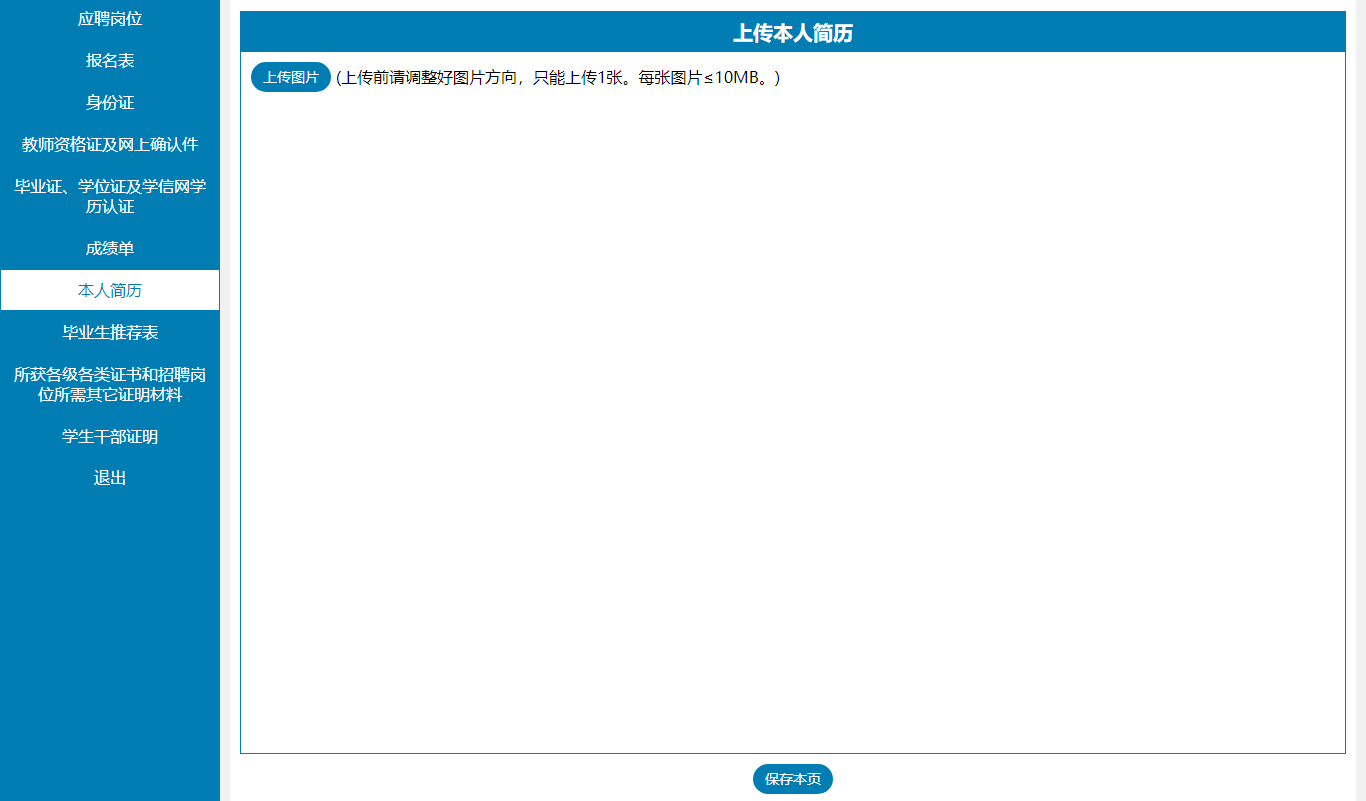 应聘岗位
报名表
身份证
教师资格证及网上确认件
毕业证、学位证及学信网学
历认证
成绩单
本人简历
毕业生推荐表
所获各级各类证书和招聘岗
位所需其它证明材料
学生干部证明
退出
上传本人简历
上传图片 (上传前请调整好图片方向，只能上传1张。每张图片≤10MB。)
保存本页